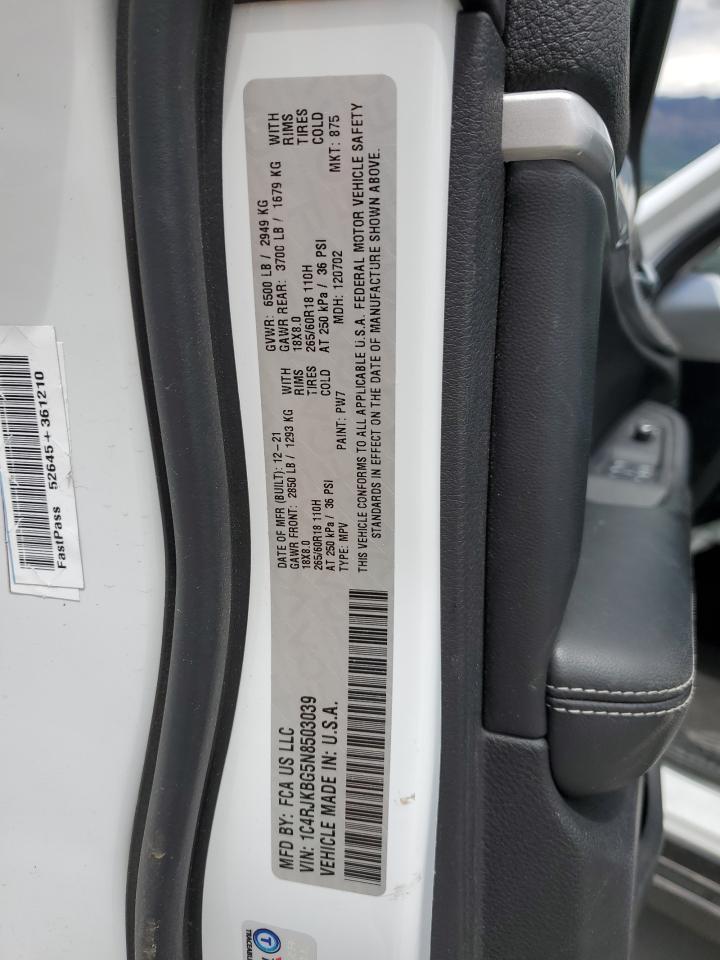 MFD BY: FCA US LLC
VIN: 1C4RJKBG5N8503039
VEHICLE MADE IN: U.S.A.
DATE OF MFR (BUILT): 12-21
GAWR FRONT: 2850 LB / 1293 KG WITH
18X8.0 RIMS
265/60R18 110H TIRES
AT 250 kPa / 36 PSI COLD
TYPE: MPV PAINT: PW7
GVWR: 6500 LB / 2949 KG
GAWR REAR: 3700 LB / 1679 KG WITH
18X8.0 RIMS
265/60R18 110H TIRES
AT 250 kPa / 36 PSI COLD
MDH: 120702 MKT: 875
THIS VEHICLE CONFORMS TO ALL APPLICABLE U.S.A. FEDERAL MOTOR VEHICLE SAFETY
STANDARDS IN EFFECT ON THE DATE OF MANUFACTURE SHOWN ABOVE.
FastPass 52645+361210
T